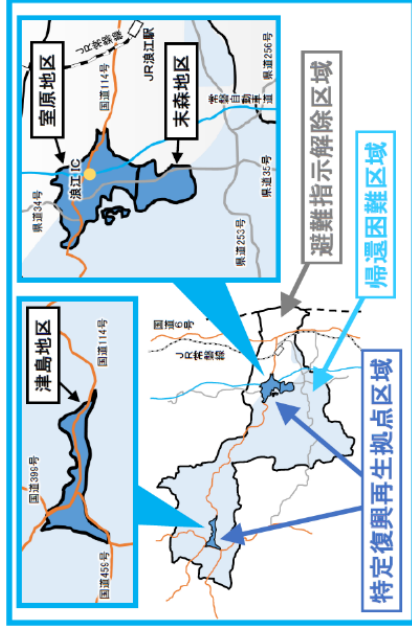 津島地区
国道399号
国道114号
国道459号
室原地区
県道34号
浪江IC
国道114号
JR常磐線
JR浪江駅
末森地区
県道256号
常磐自動車道
県道35号
県道253号
国道6号
JR常磐線
避難指示解除区域
帰還困難区域
特定復興再生拠点区域